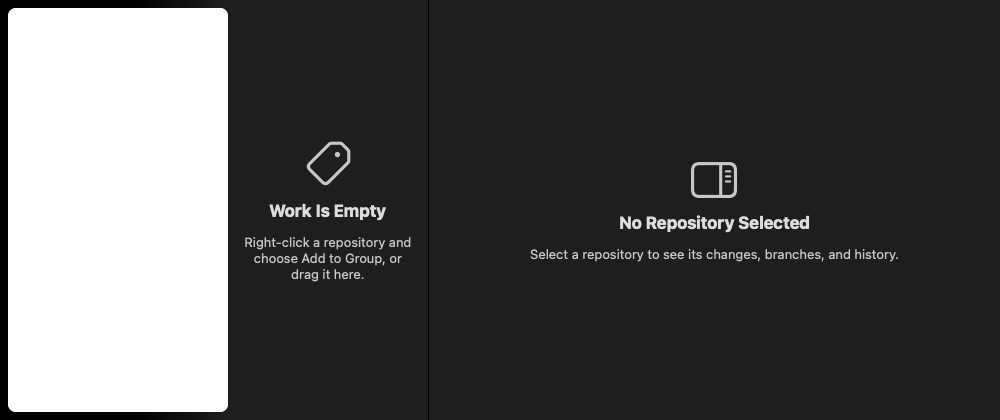 Work Is Empty
Right-click a repository and
choose Add to Group, or
drag it here.
No Repository Selected
Select a repository to see its changes, branches, and history.